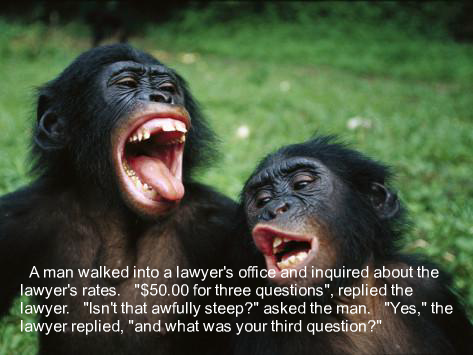 A man walked into a lawyer's office and inquired about the
lawyer's rates.   "$50.00 for three questions", replied the
lawyer.   "Isn't that awfully steep?" asked the man.   "Yes," the
lawyer replied, "and what was your third question?"